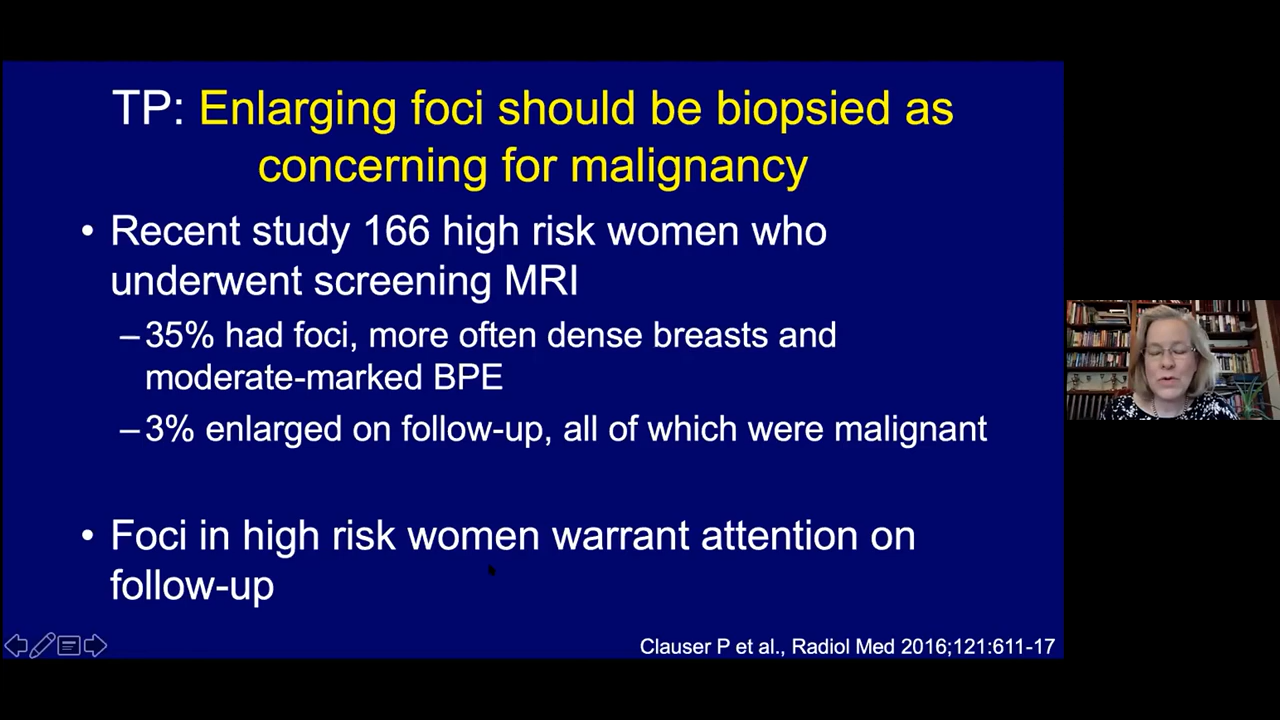 TP: Enlarging foci should be biopsied as
concerning for malignancy
• Recent study 166 high risk women who
underwent screening MRI
–35% had foci, more often dense breasts and
moderate-marked BPE
–3% enlarged on follow-up, all of which were malignant
• Foci in high risk women warrant attention on
follow-up
Clauser P et al., Radiol Med 2016;121:611-17